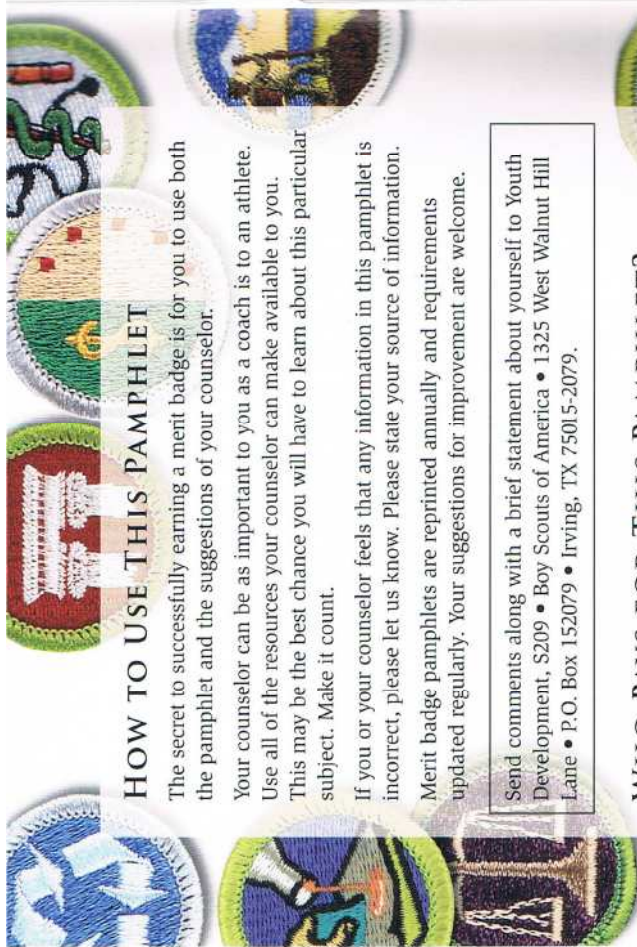 HOW TO USE THIS PAMPHLET
The secret to successfully earning a merit badge is for you to use both
the pamphlet and the suggestions of your counselor.
Your counselor can be as important to you as a coach is to an athlete.
Use all of the resources your counselor can make available to you.
This may be the best chance you will have to learn about this particular
subject. Make it count.
If you or your counselor feels that any information in this pamphlet is
incorrect, please let us know. Please state your source of information.
Merit badge pamphlets are reprinted annually and requirements
updated regularly. Your suggestions for improvement are welcome.
Send comments along with a brief statement about yourself to Youth
Development, S209 • Boy Scouts of America • 1325 West Walnut Hill
Lane • P.O. Box 152079 • Irving, TX 75015-2079.
WHO PAYS FOR THIS PAMPHLET?